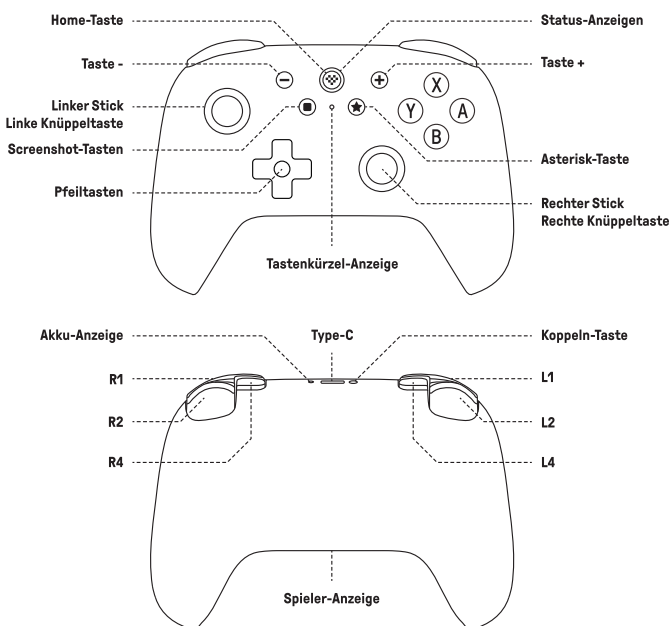 Home-Taste
Status-Anzeigen
Taste -
Taste +
X
Y
A
B
Linker Stick
Linke Knüppeltaste
Screenshot-Tasten
Asterisk-Taste
Pfeiltasten
Rechter Stick
Rechte Knüppeltaste
Tastenkürzel-Anzeige
Akku-Anzeige
Type-C
Koppeln-Taste
R1
L1
R2
L2
R4
L4
Spieler-Anzeige